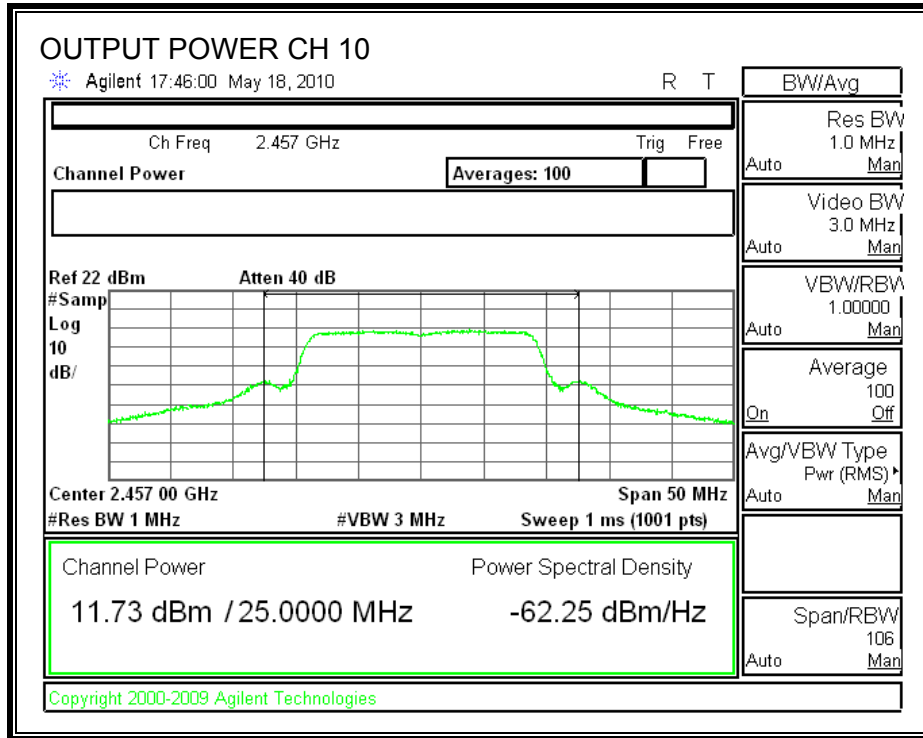 OUTPUT POWER CH 10
Agilent 17:46:00 May 18, 2010 R T
Ch Freq 2.457 GHz Trig Free
Channel Power Averages: 100
Ref 22 dBm Atten 40 dB
#Samp
Log
10
dB/
Center 2.457 00 GHz Span 50 MHz
#Res BW 1 MHz #VBW 3 MHz Sweep 1 ms (1001 pts)
Channel Power Power Spectral Density
11.73 dBm / 25.0000 MHz -62.25 dBm/Hz
Copyright 2000-2009 Agilent Technologies
BW/Avg
Res BW
1.0 MHz
Auto Man
Video BW
3.0 MHz
Auto Man
VBW/RBW
1.00000
Auto Man
Average
100
On Off
Avg/VBW Type
Pwr (RMS)
Auto Man
Span/RBW
106
Auto Man